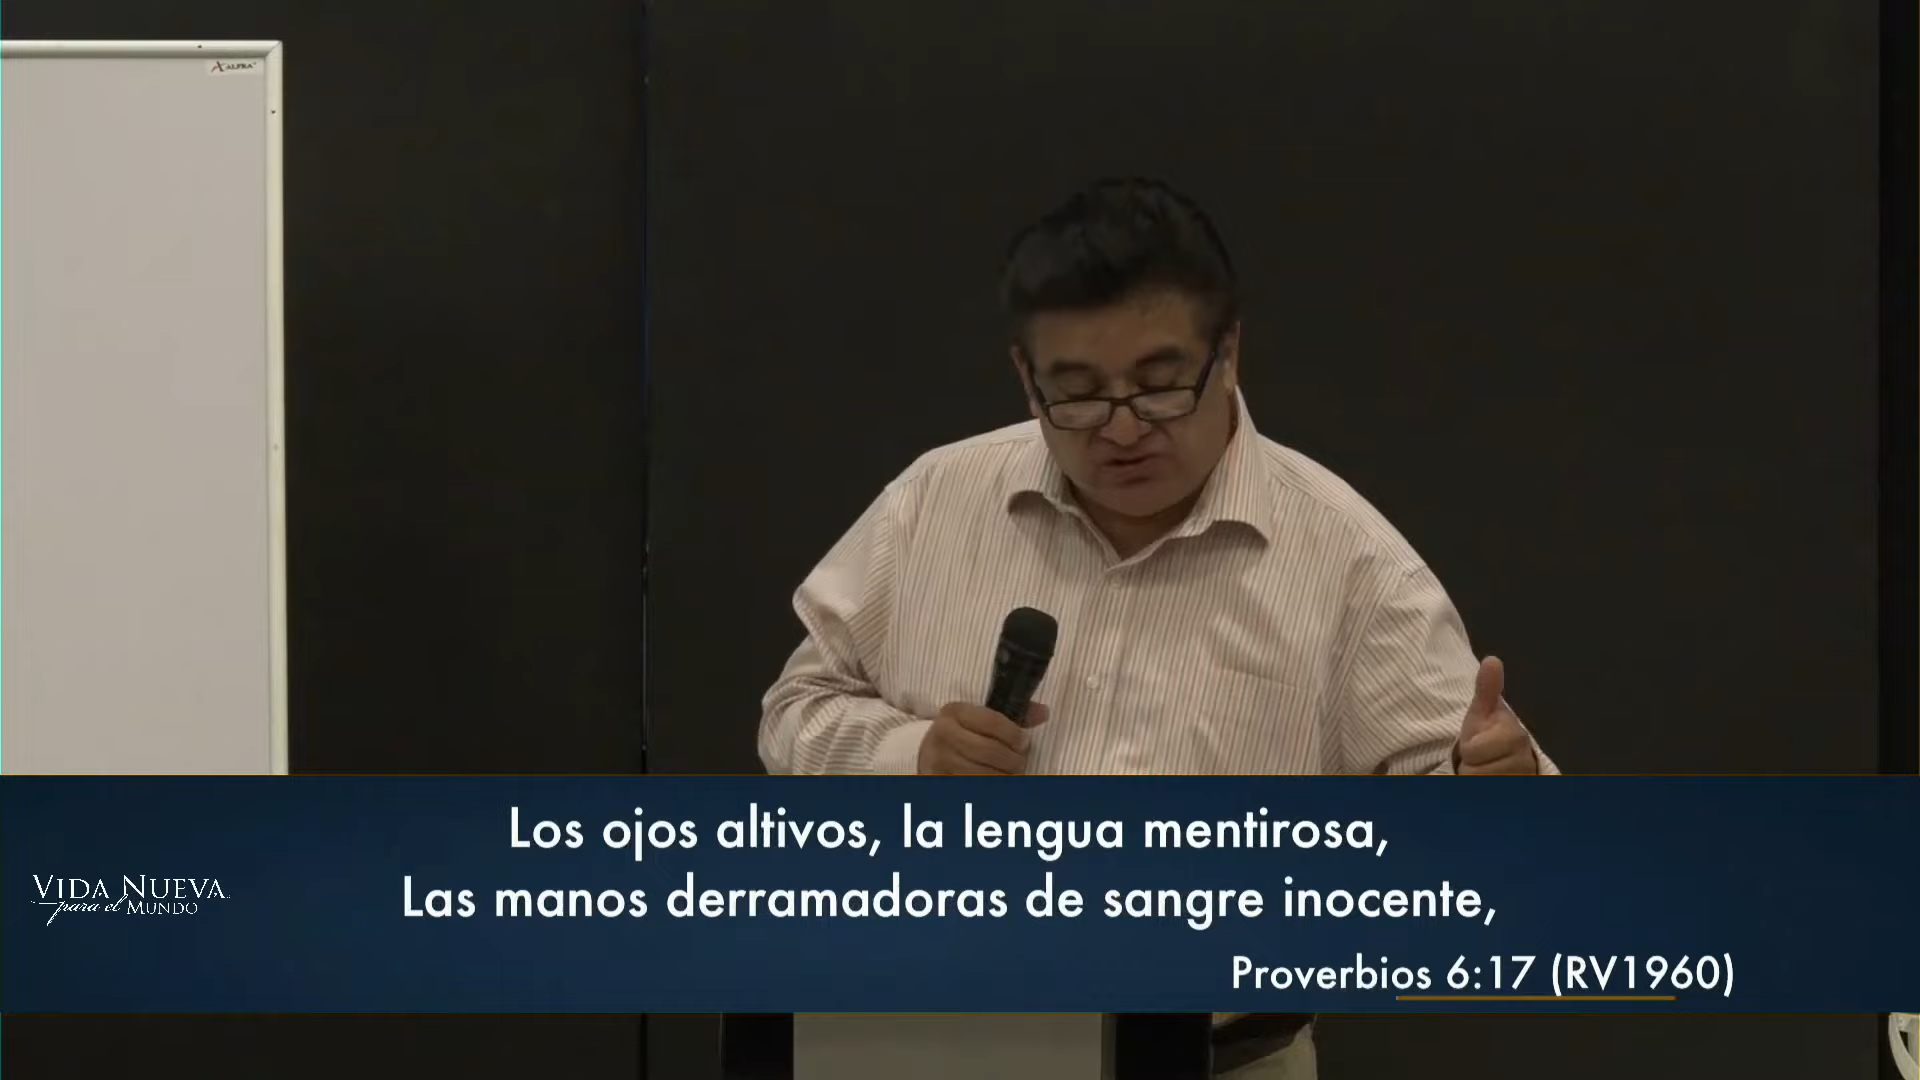 ALFRA
Los ojos altivos, la lengua mentirosa,
Las manos derramadoras de sangre inocente,
VIDA NUEVA
para el MUNDO
Proverbios 6:17 (RV1960)